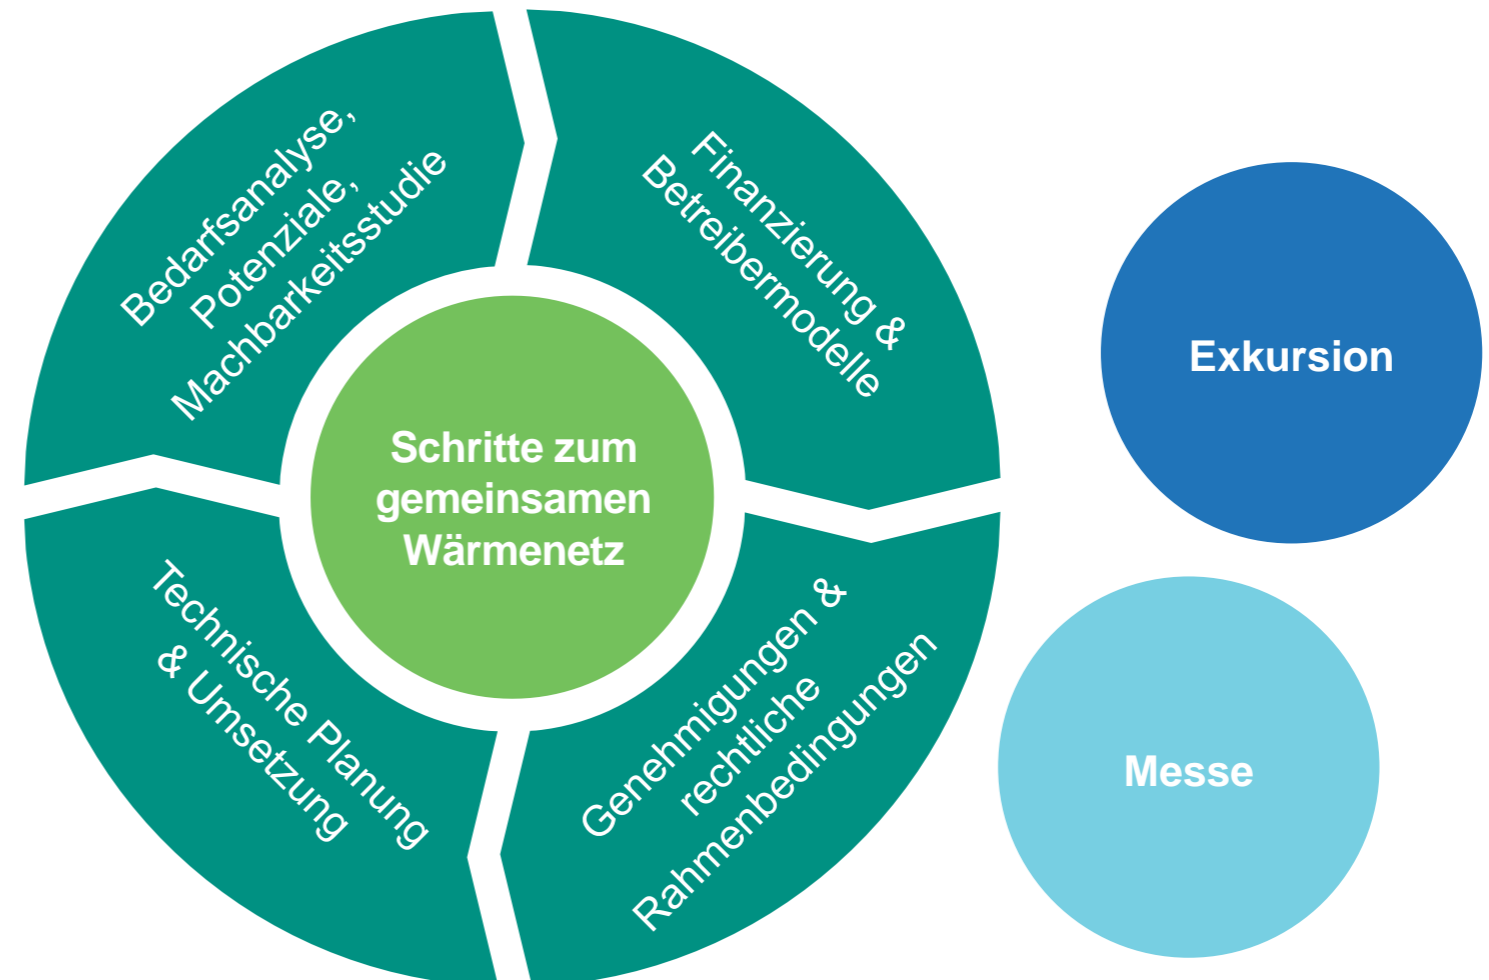 Bedarfsanalyse,
Potenziale,
Machbarkeitsstudie
Finanzierung &
Betreibermodelle
Schritte zum
gemeinsamen
Wärmenetz
Technische Planung
& Umsetzung
Genehmigungen &
rechtliche
Rahmenbedingungen
Exkursion
Messe